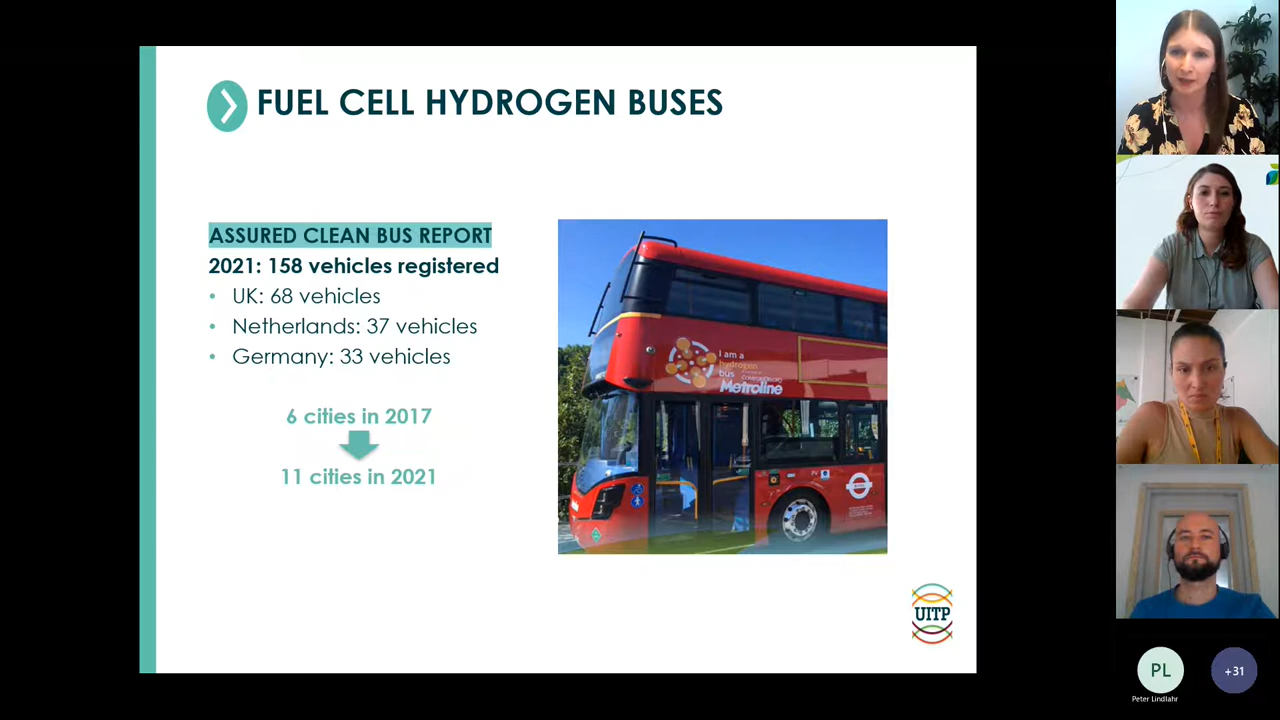 FUEL CELL HYDROGEN BUSES
ASSURED CLEAN BUS REPORT
2021: 158 vehicles registered
• UK: 68 vehicles
• Netherlands: 37 vehicles
• Germany: 33 vehicles
6 cities in 2017
11 cities in 2021
I am a
hydrogen
bus
Metroline
UITP
PL
+31
Peter Lindlahr